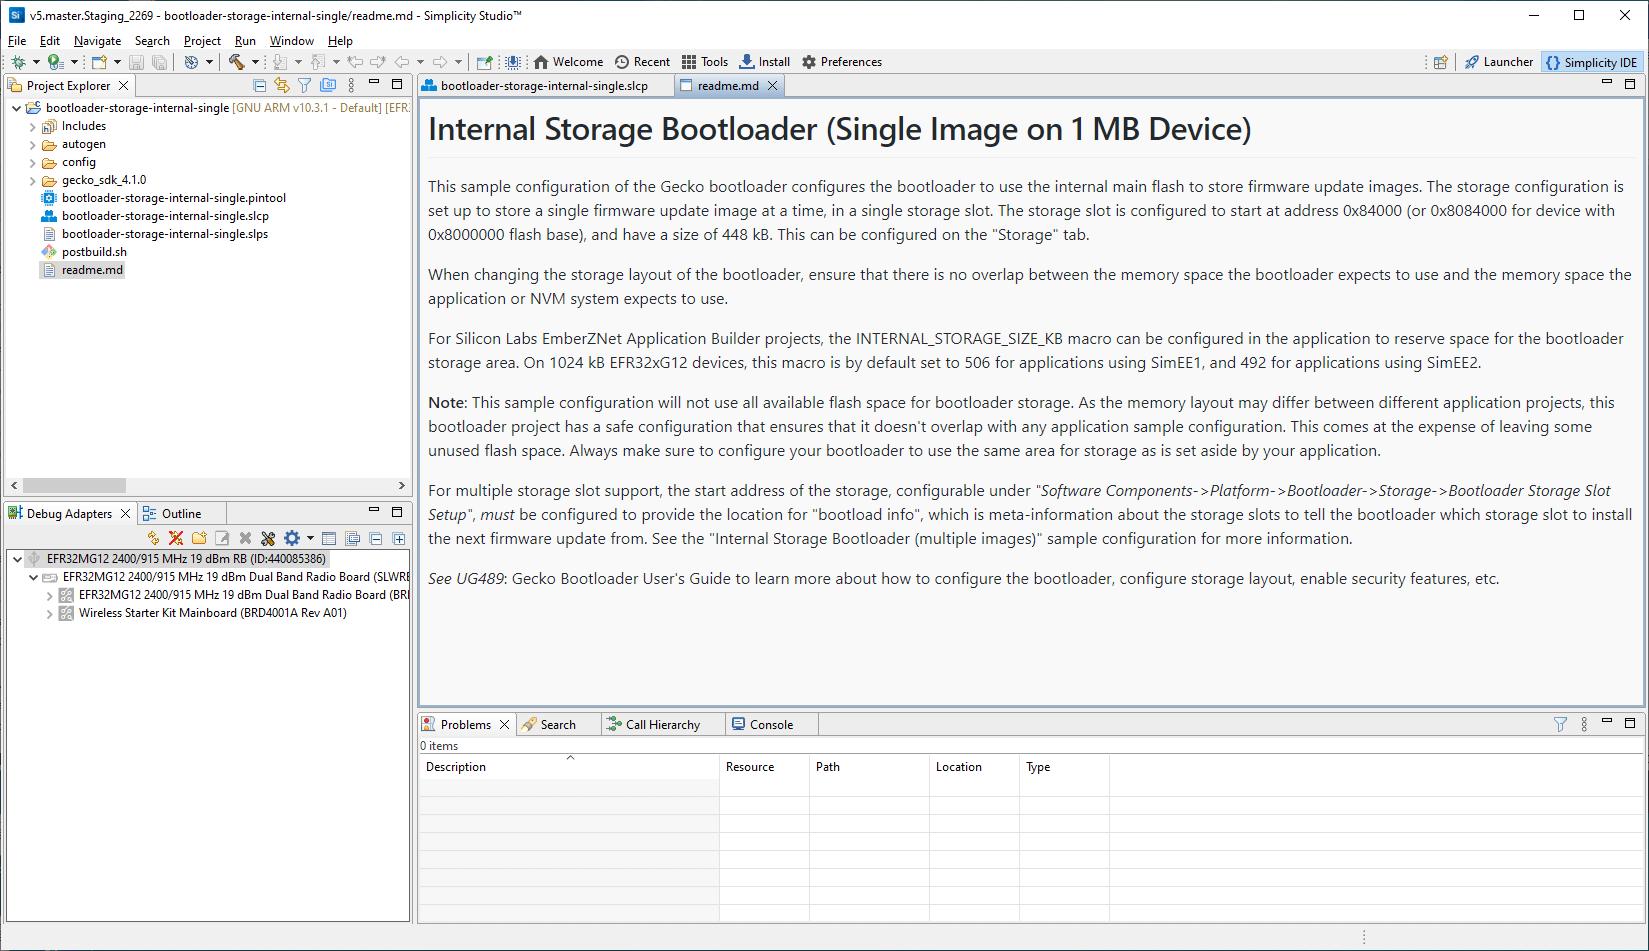 v5.master.Staging_2269 - bootloader-storage-internal-single/readme.md - Simplicity Studio™
File Edit Navigate Search Project Run Window Help
Welcome Recent Tools Install Preferences Launcher Simplicity IDE
Project Explorer
bootloader-storage-internal-single [GNU ARM v10.3.1 - Default] [EFR3
Includes
autogen
config
gecko_sdk_4.1.0
bootloader-storage-internal-single.pintool
bootloader-storage-internal-single.slcp
bootloader-storage-internal-single.slps
postbuild.sh
readme.md
Debug Adapters Outline
EFR32MG12 2400/915 MHz 19 dBm RB (ID:440085386)
EFR32MG12 2400/915 MHz 19 dBm Dual Band Radio Board (SLWRB
EFR32MG12 2400/915 MHz 19 dBm Dual Band Radio Board (BRI
Wireless Starter Kit Mainboard (BRD4001A Rev A01)
bootloader-storage-internal-single.slcp readme.md
Internal Storage Bootloader (Single Image on 1 MB Device)
This sample configuration of the Gecko bootloader configures the bootloader to use the internal main flash to store firmware update images. The storage configuration is
set up to store a single firmware update image at a time, in a single storage slot. The storage slot is configured to start at address 0x84000 (or 0x8084000 for device with
0x8000000 flash base), and have a size of 448 kB. This can be configured on the "Storage" tab.
When changing the storage layout of the bootloader, ensure that there is no overlap between the memory space the bootloader expects to use and the memory space the
application or NVM system expects to use.
For Silicon Labs EmberZNet Application Builder projects, the INTERNAL_STORAGE_SIZE_KB macro can be configured in the application to reserve space for the bootloader
storage area. On 1024 kB EFR32xG12 devices, this macro is by default set to 506 for applications using SimEE1, and 492 for applications using SimEE2.
Note: This sample configuration will not use all available flash space for bootloader storage. As the memory layout may differ between different application projects, this
bootloader project has a safe configuration that ensures that it doesn't overlap with any application sample configuration. This comes at the expense of leaving some
unused flash space. Always make sure to configure your bootloader to use the same area for storage as is set aside by your application.
For multiple storage slot support, the start address of the storage, configurable under "Software Components->Platform->Bootloader->Storage->Bootloader Storage Slot
Setup", must be configured to provide the location for "bootload info", which is meta-information about the storage slots to tell the bootloader which storage slot to install
the next firmware update from. See the "Internal Storage Bootloader (multiple images)" sample configuration for more information.
See UG489: Gecko Bootloader User's Guide to learn more about how to configure the bootloader, configure storage layout, enable security features, etc.
Problems Search Call Hierarchy Console
0 items
Description Resource Path Location Type